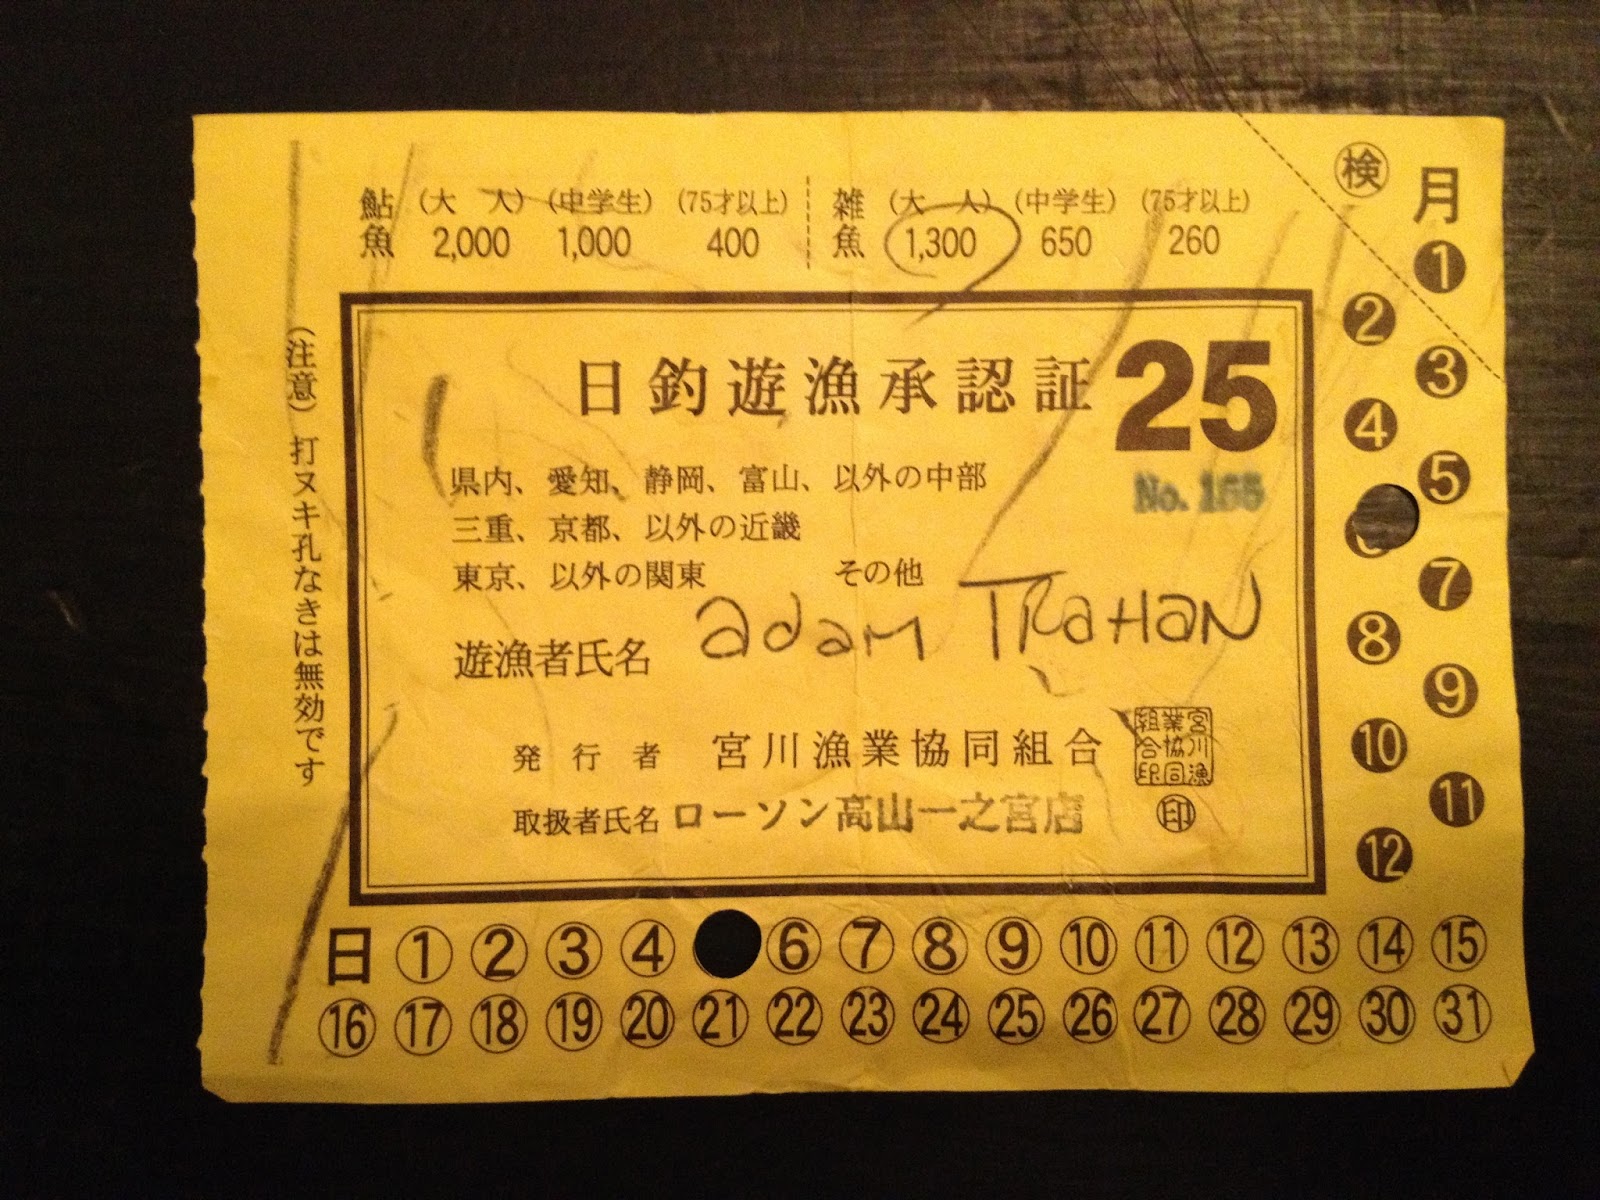 鮎魚 (大人) 2,000 (中学生) 1,000 (75才以上) 400
雑魚 (大人) 1,300 (中学生) 650 (75才以上) 260
検
月 1 2 3 4 5 7 8 9 10 11 12
(注意) 打ヌキ孔なきは無効です
日釣遊漁承認証 25
No.
県内、愛知、静岡、富山、以外の中部
三重、京都、以外の近畿
東京、以外の関東 その他
遊漁者氏名 adam TRaHaN
発行者 宮川漁業協同組合
宮川漁業協同組合印
取扱者氏名 ローソン高山一之宮店 印
日 1 2 3 4 6 7 8 9 10 11 12 13 14 15
16 17 18 19 20 21 22 23 24 25 26 27 28 29 30 31